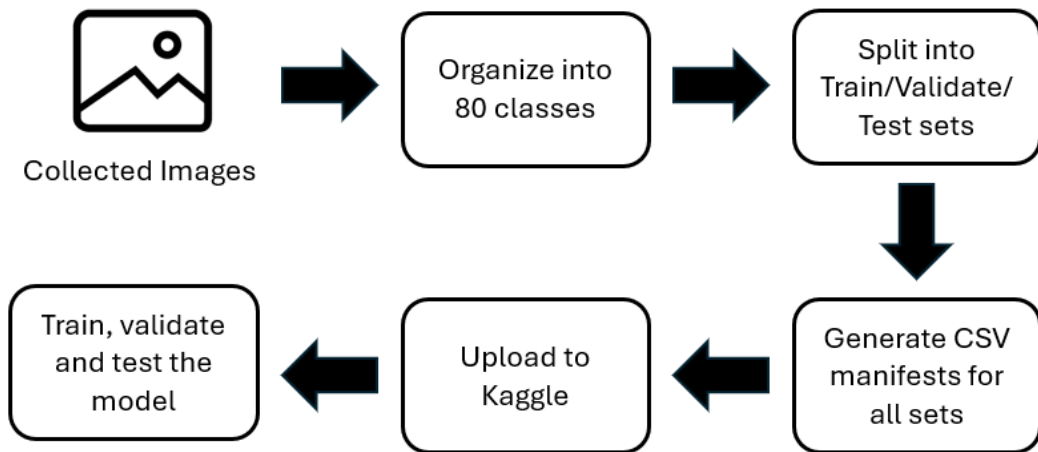 Collected Images
Organize into
80 classes
Split into
Train/Validate/
Test sets
Generate CSV
manifests for
all sets
Upload to
Kaggle
Train, validate
and test the
model